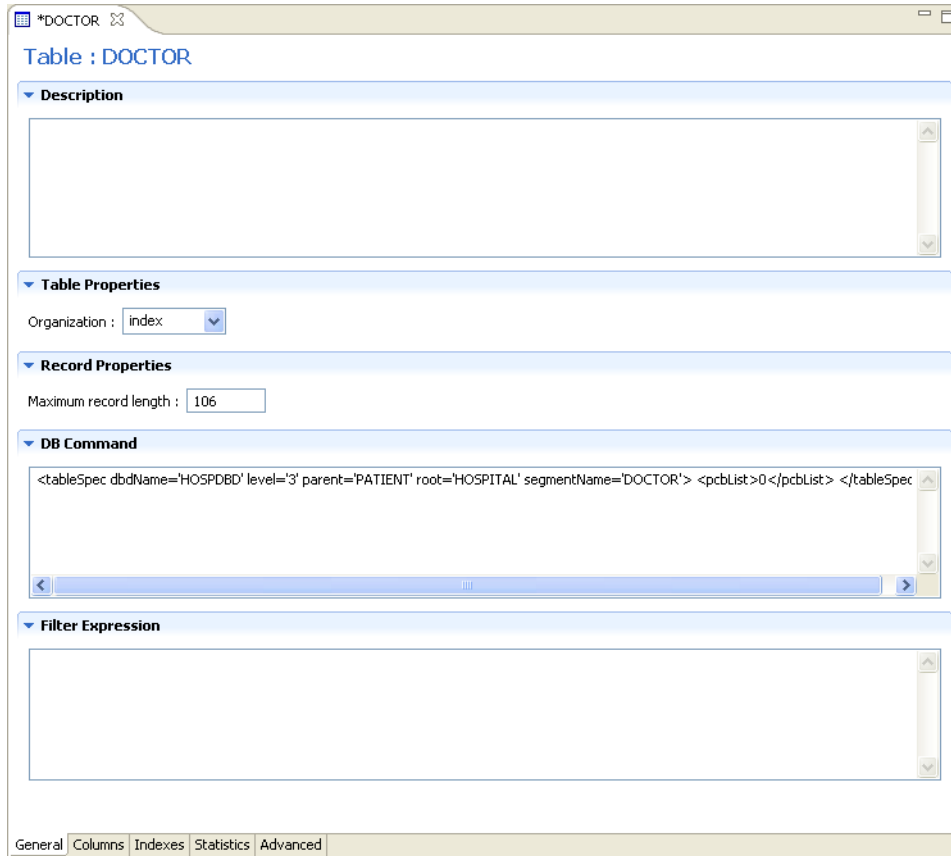 *DOCTOR
Table : DOCTOR
Description
Table Properties
Organization : index
Record Properties
Maximum record length : 106
DB Command
<tableSpec dbdName='HOSPDBD' level='3' parent='PATIENT' root='HOSPITAL' segmentName='DOCTOR'> <pcbList>0</pcbList> </tableSpec
Filter Expression
General Columns Indexes Statistics Advanced